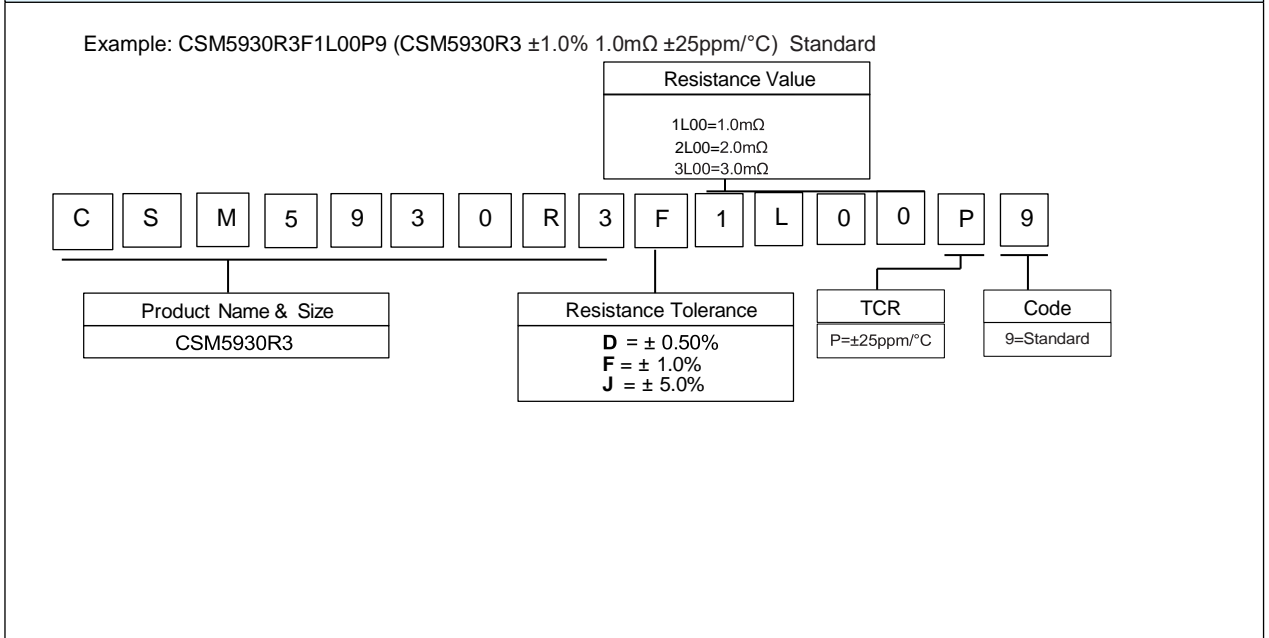 Example: CSM5930R3F1L00P9 (CSM5930R3 ±1.0% 1.0mΩ ±25ppm/°C) Standard
Resistance Value
1L00=1.0mΩ
2L00=2.0mΩ
3L00=3.0mΩ
C S M 5 9 3 0 R 3 F 1 L 0 0 P 9
Product Name & Size
CSM5930R3
Resistance Tolerance
D = ± 0.50%
F = ± 1.0%
J = ± 5.0%
TCR
P=±25ppm/°C
Code
9=Standard